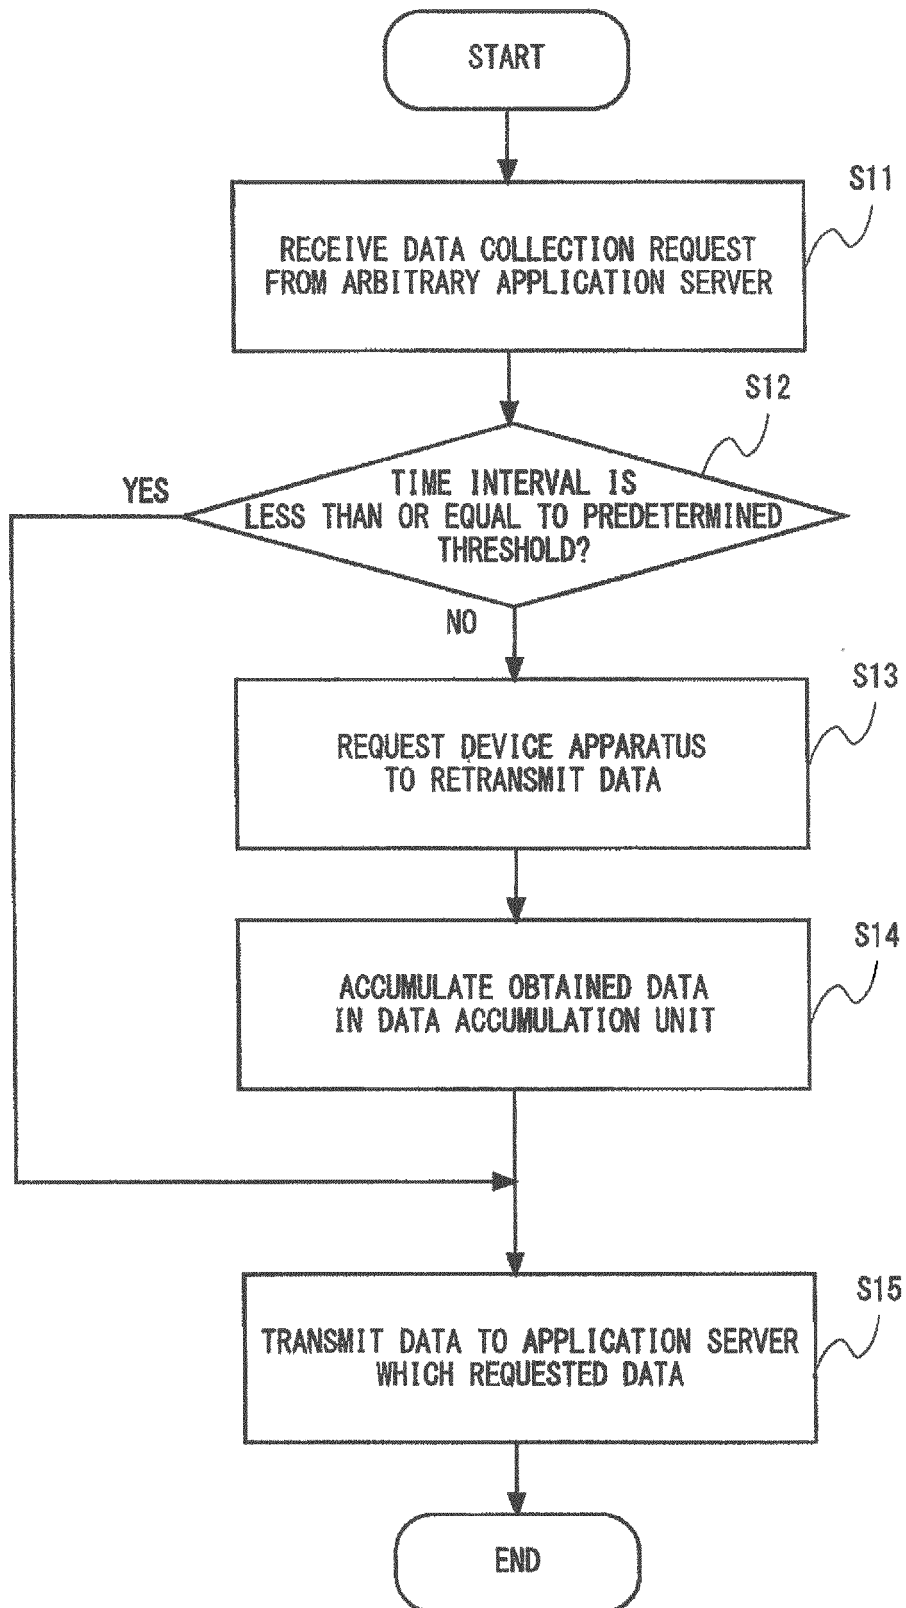 START
S11
RECEIVE DATA COLLECTION REQUEST
FROM ARBITRARY APPLICATION SERVER
S12
YES
TIME INTERVAL IS
LESS THAN OR EQUAL TO PREDETERMINED
THRESHOLD?
NO
S13
REQUEST DEVICE APPARATUS
TO RETRANSMIT DATA
S14
ACCUMULATE OBTAINED DATA
IN DATA ACCUMULATION UNIT
S15
TRANSMIT DATA TO APPLICATION SERVER
WHICH REQUESTED DATA
END